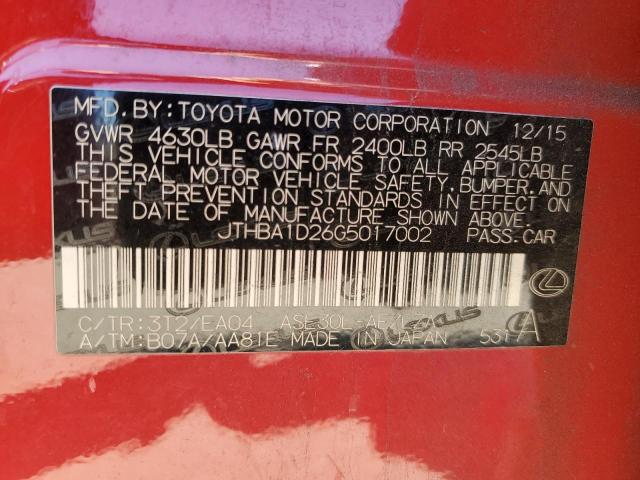 MFD. BY: TOYOTA MOTOR CORPORATION 12/15
GVWR 4630LB GAWR FR 2400LB RR 2545LB
THIS VEHICLE CONFORMS TO ALL APPLICABLE
FEDERAL MOTOR VEHICLE SAFETY, BUMPER, AND
THEFT PREVENTION STANDARDS IN EFFECT ON
THE DATE OF MANUFACTURE SHOWN ABOVE.
JTHBA1D26G5017002 PASS. CAR
C/TR: 3T2/EA04
A/TM: B07A/AA81E MADE IN JAPAN
A
LEXUS